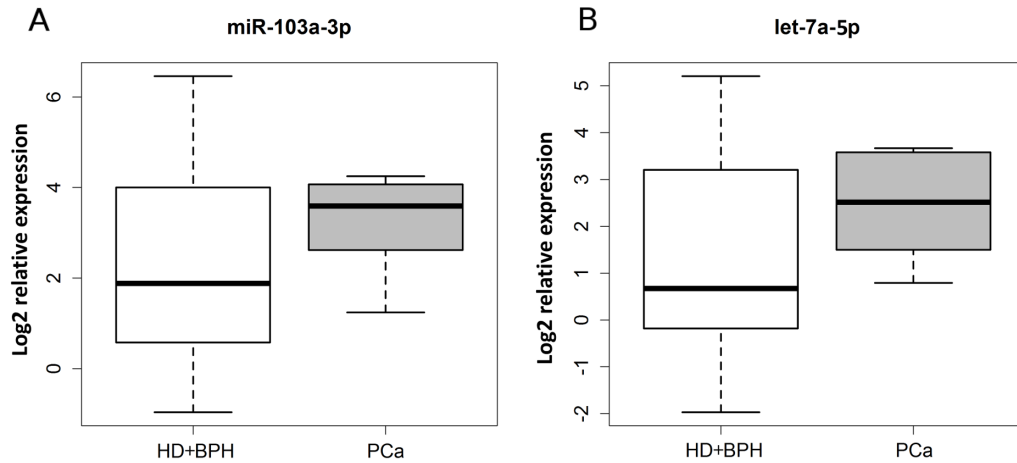 A
miR-103a-3p
Log2 relative expression
6
4
2
0
HD+BPH
PCa
B
let-7a-5p
Log2 relative expression
5
4
3
2
1
0
-1
-2
HD+BPH
PCa